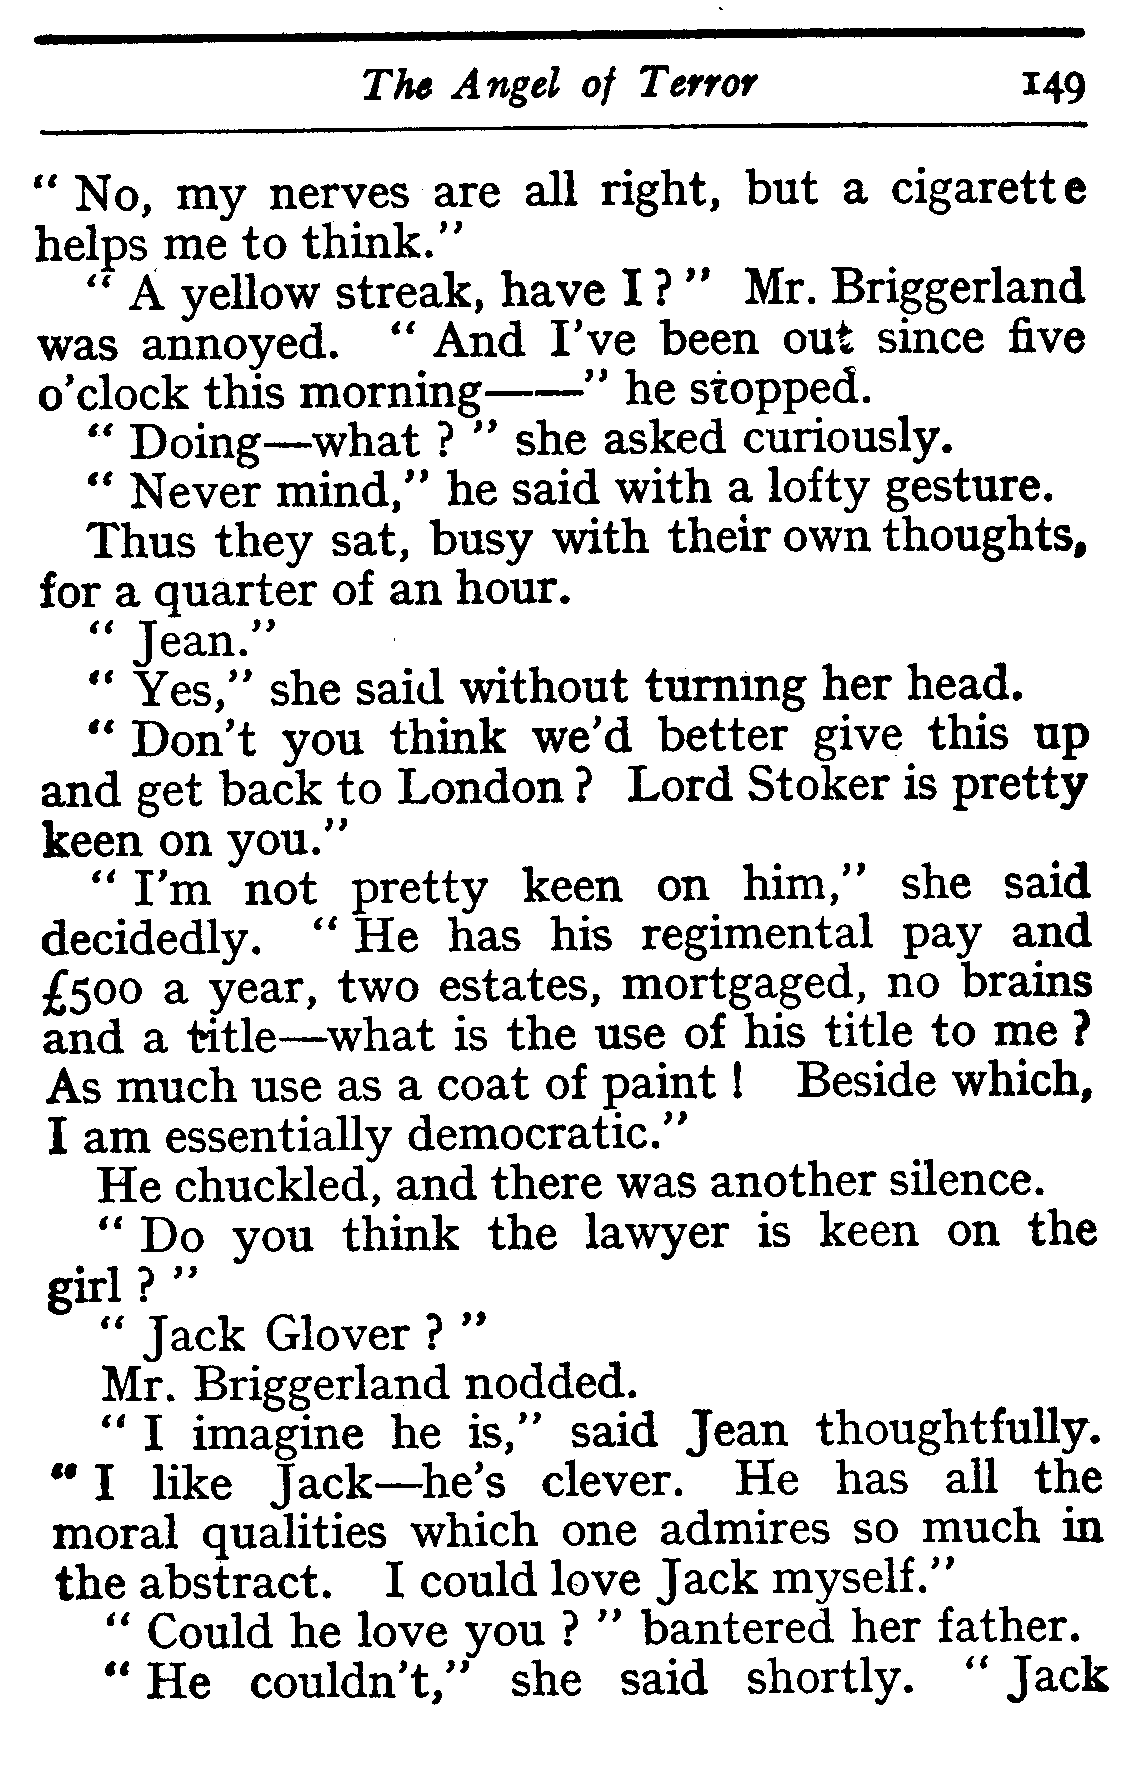 The Angel of Terror 149
“ No, my nerves are all right, but a cigarette
helps me to think.”
“ A yellow streak, have I ? ” Mr. Briggerland
was annoyed. “ And I've been out since five
o'clock this morning——” he stopped.
“ Doing—what ? ” she asked curiously.
“ Never mind,” he said with a lofty gesture.
Thus they sat, busy with their own thoughts,
for a quarter of an hour.
“ Jean.”
“ Yes,” she said without turning her head.
“ Don't you think we'd better give this up
and get back to London ? Lord Stoker is pretty
keen on you.”
“ I'm not pretty keen on him,” she said
decidedly. “ He has his regimental pay and
£500 a year, two estates, mortgaged, no brains
and a title—what is the use of his title to me ?
As much use as a coat of paint ! Beside which,
I am essentially democratic.”
He chuckled, and there was another silence.
“ Do you think the lawyer is keen on the
girl ? ”
“ Jack Glover ? ”
Mr. Briggerland nodded.
“ I imagine he is,” said Jean thoughtfully.
“ I like Jack—he's clever. He has all the
moral qualities which one admires so much in
the abstract. I could love Jack myself.”
“ Could he love you ? ” bantered her father.
“ He couldn't,” she said shortly. “ Jack